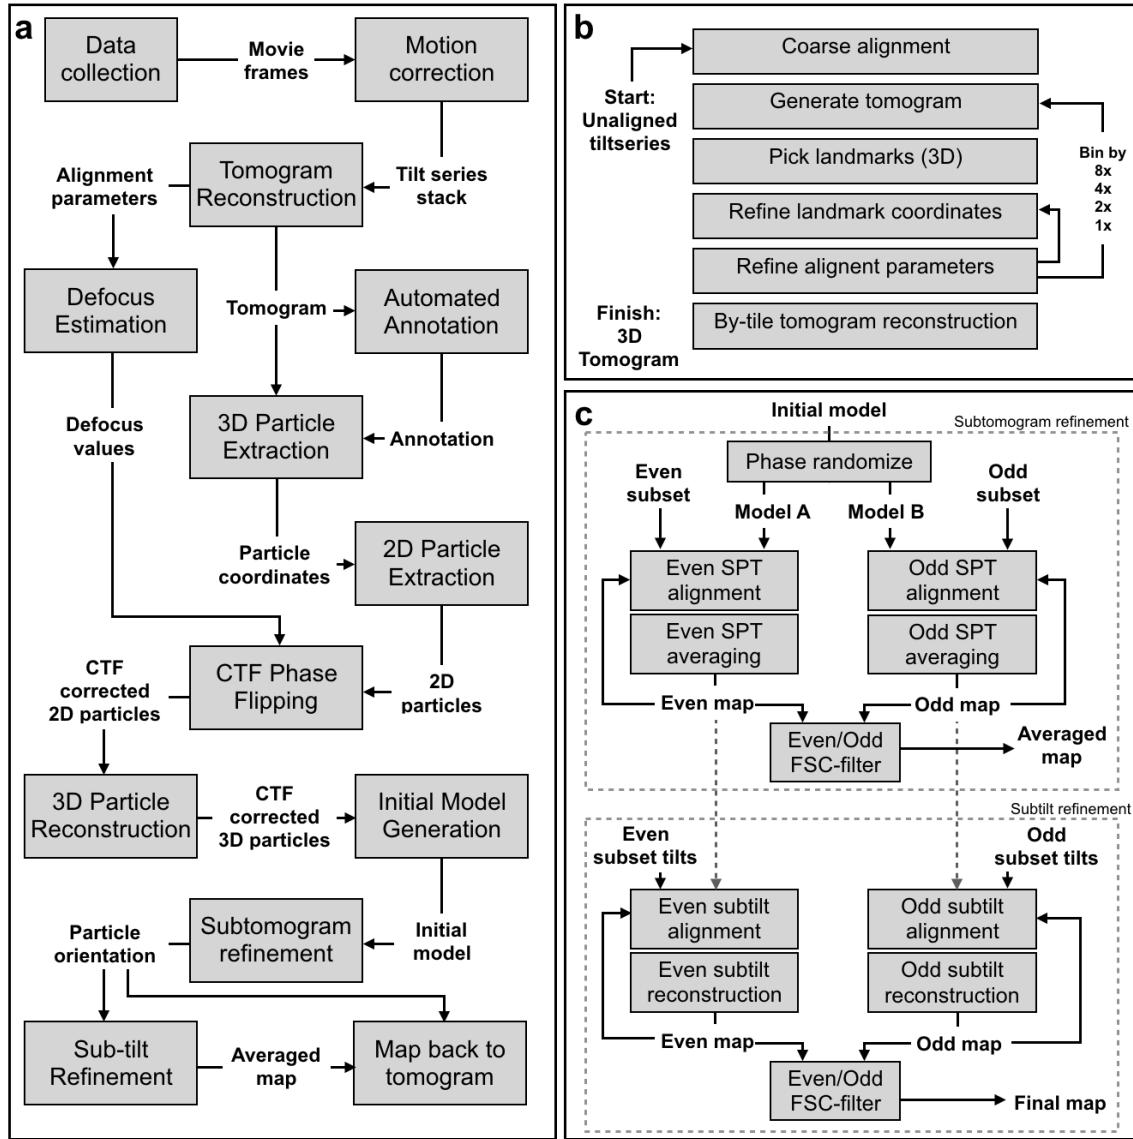 a
Data
collection
Movie
frames
Motion
correction
Tilt series
stack
Tomogram
Reconstruction
Alignment
parameters
Defocus
Estimation
Tomogram
Automated
Annotation
Defocus
values
3D Particle
Extraction
Annotation
Particle
coordinates
2D Particle
Extraction
CTF
corrected
2D particles
CTF Phase
Flipping
2D
particles
3D Particle
Reconstruction
CTF
corrected
3D particles
Initial Model
Generation
Particle
orientation
Subtomogram
refinement
Initial
model
Sub-tilt
Refinement
Averaged
map
Map back to
tomogram
b
Coarse alignment
Start:
Unaligned
tiltseries
Generate tomogram
Pick landmarks (3D)
Bin by
8x
4x
2x
1x
Refine landmark coordinates
Refine alignent parameters
Finish:
3D
Tomogram
By-tile tomogram reconstruction
c
Initial model
Subtomogram refinement
Phase randomize
Even
subset
Model A
Model B
Odd
subset
Even SPT
alignment
Odd SPT
alignment
Even SPT
averaging
Odd SPT
averaging
Even map
Odd map
Even/Odd
FSC-filter
Averaged
map
Subtilt refinement
Even
subset tilts
Odd
subset tilts
Even subtilt
alignment
Odd subtilt
alignment
Even subtilt
reconstruction
Odd subtilt
reconstruction
Even map
Odd map
Even/Odd
FSC-filter
Final map